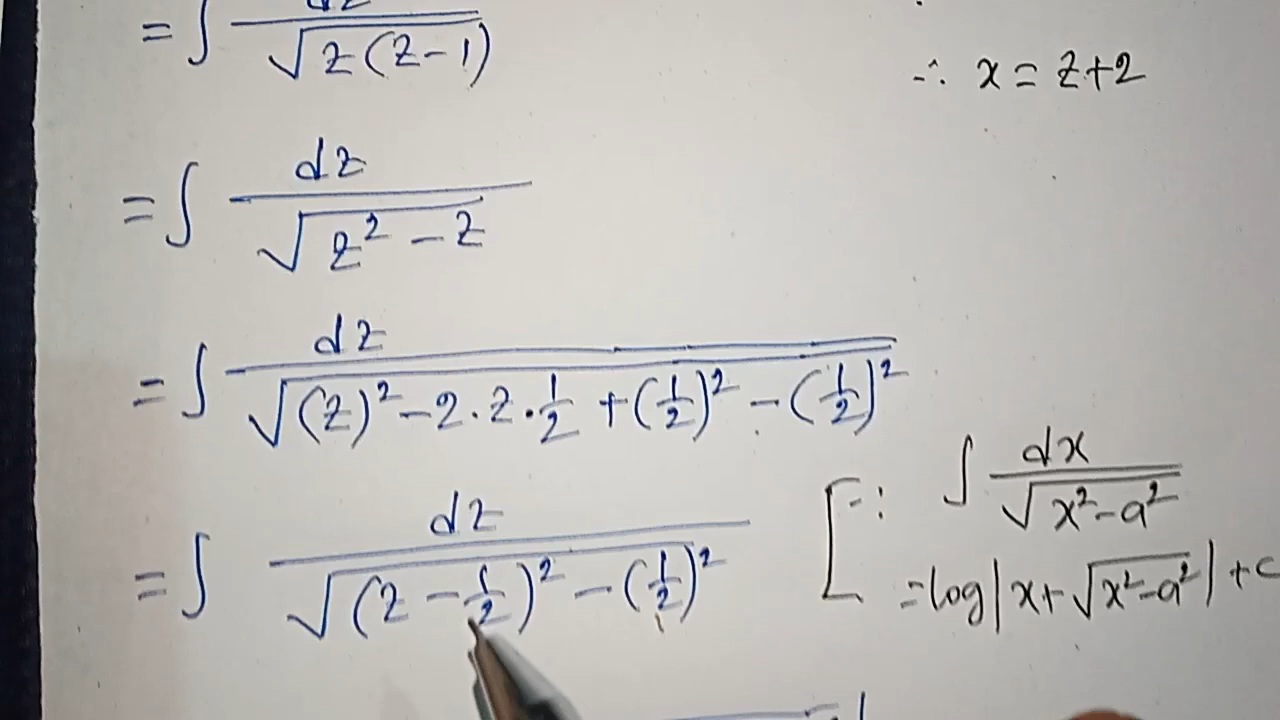 = ∫ dz / √z(z-1)
∴ x = z+2
= ∫ dz / √z² - z
= ∫ dz / √(z)² - 2·z·1/2 + (1/2)² - (1/2)²
= ∫ dz / √(z - 1/2)² - (1/2)²
[∵ ∫ dx / √x²-a²
= log|x+√x²-a²| + c